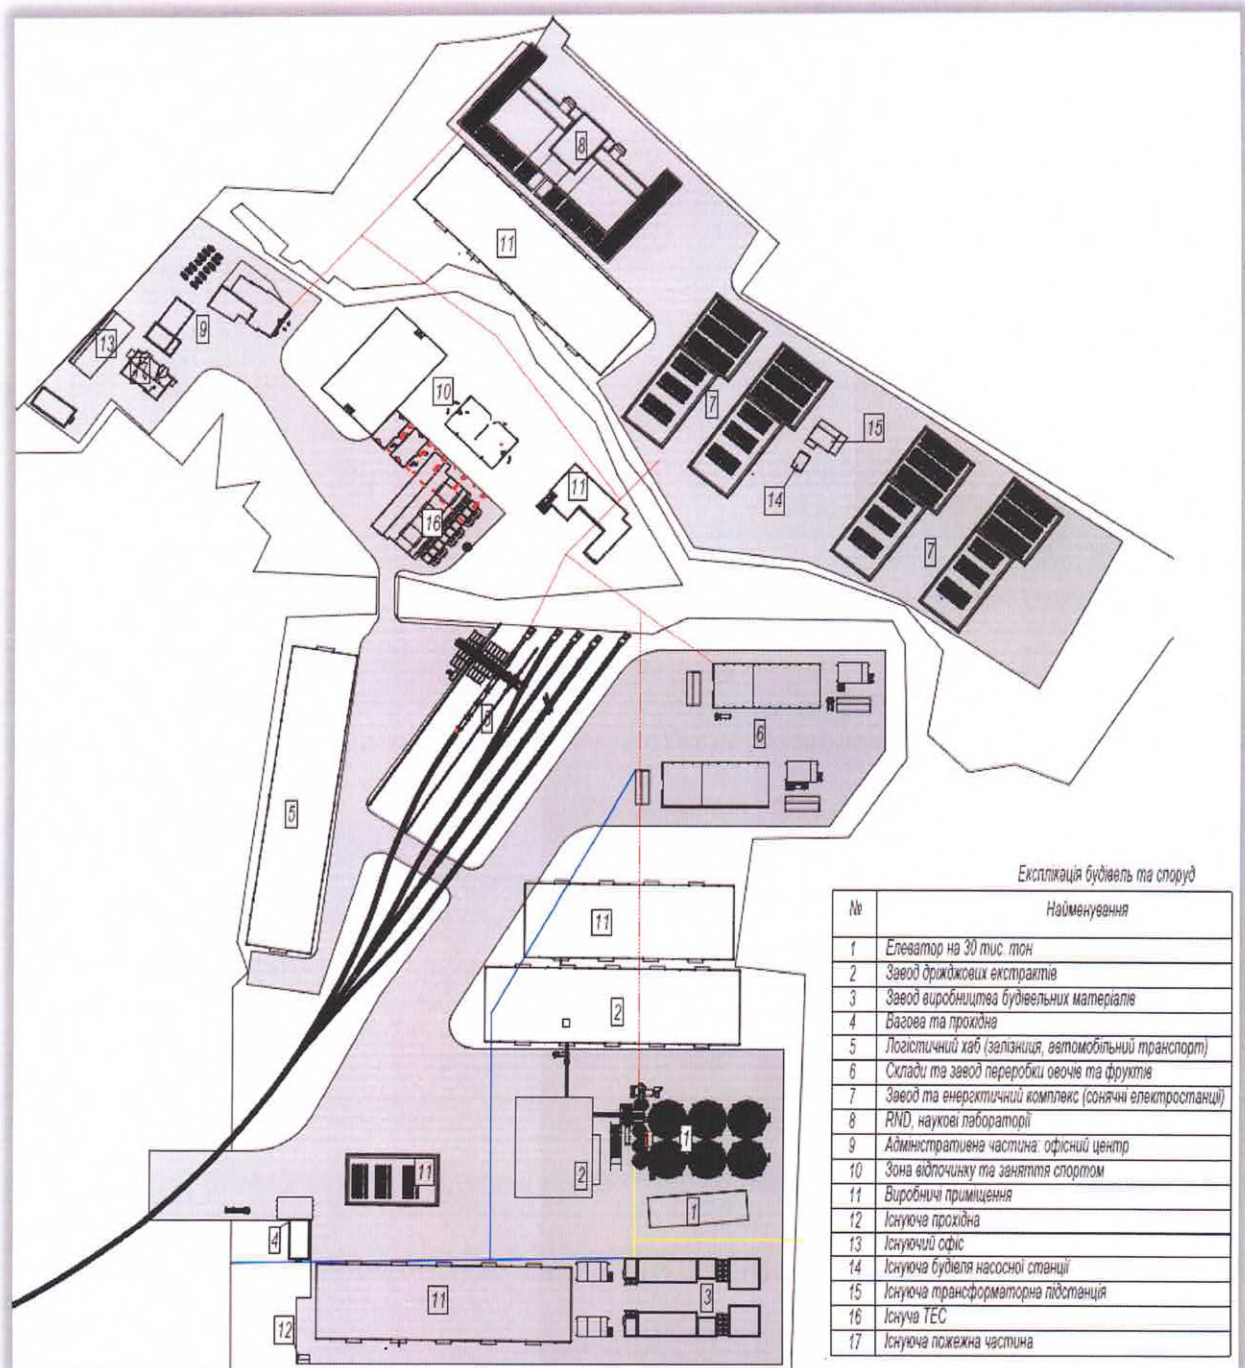 8
11
9
13
10
7
15
11
14
16
7
5
6
5
11
2
Експлікація будівель та споруд
№ Найменування
1 Елеватор на 30 тис. тон
2 Завод дріжджових екстрактів
3 Завод виробництва будівельних матеріалів
4 Вагова та прохідна
5 Логістичний хаб (залізниця, автомобільний транспорт)
6 Склади та завод переробки овочів та фруктів
7 Завод та енергктичний комплекс (сонячні електростанції)
8 RND, наукові лабораторії
9 Адміністративна частина: офісний центр
10 Зона відпочинку та заняття спортом
11 Виробничі приміщення
12 Існуюча прохідна
13 Існуючий офіс
14 Існуюча будівля насосної станції
15 Існуюча трансформаторна підстанція
16 Існуча ТЕС
17 Існуюча пожежна частина
1
11
2
1
4
11
3
12